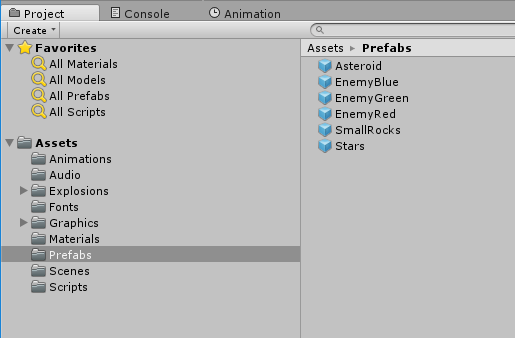 Project Console Animation
Create
Favorites
All Materials
All Models
All Prefabs
All Scripts
Assets
Animations
Audio
Explosions
Fonts
Graphics
Materials
Prefabs
Scenes
Scripts
Assets Prefabs
Asteroid
EnemyBlue
EnemyGreen
EnemyRed
SmallRocks
Stars